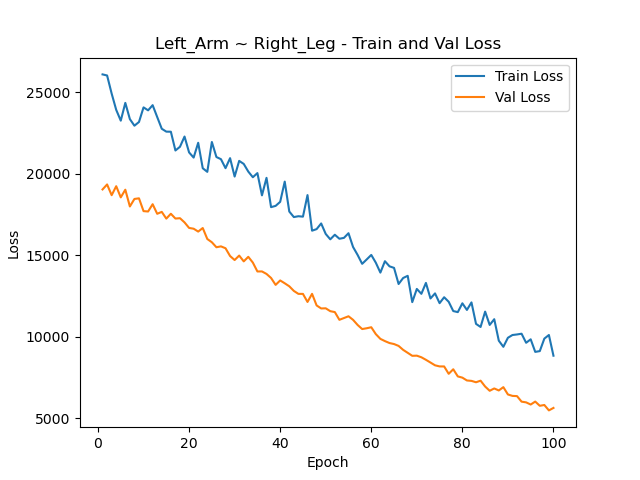 Left_Arm ~ Right_Leg - Train and Val Loss
Train Loss
Val Loss
25000
20000
15000
10000
5000
Loss
0
20
40
60
80
100
Epoch